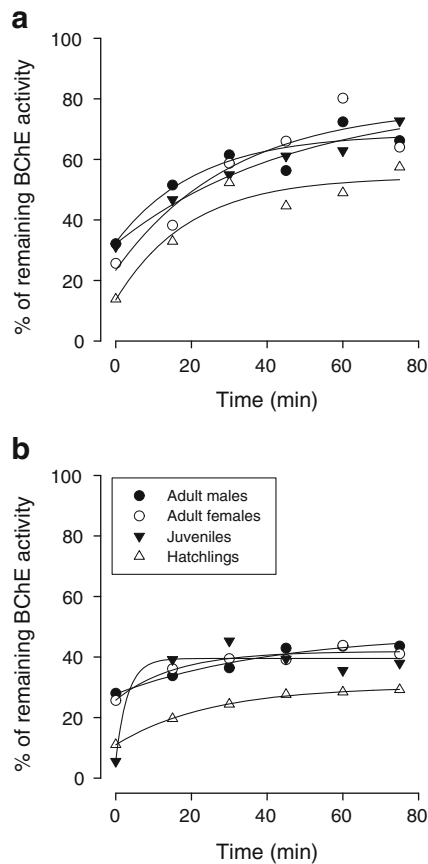 a
% of remaining BChE activity
100
80
60
40
20
0
0 20 40 60 80
Time (min)
b
% of remaining BChE activity
100
80
60
40
20
0
Adult males
Adult females
Juveniles
Hatchlings
0 20 40 60 80
Time (min)